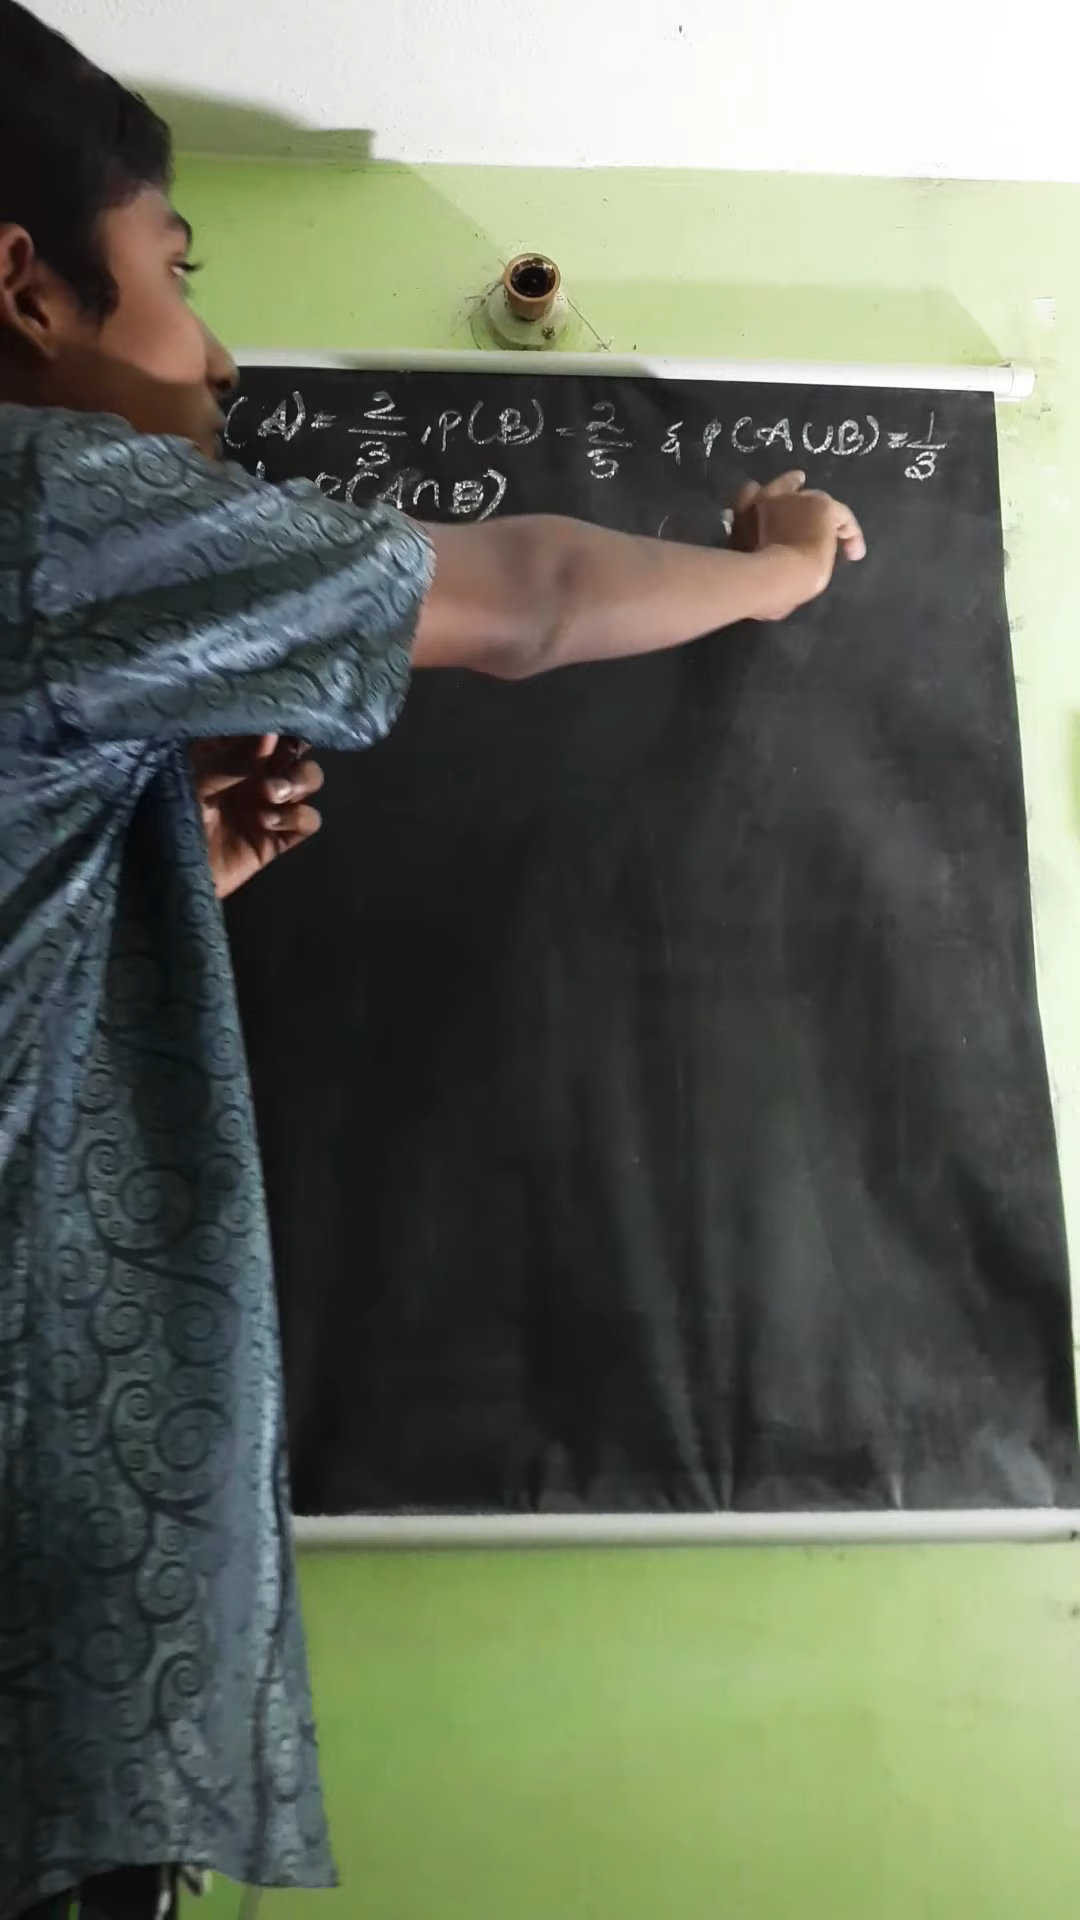 (A) = 2/3, P(B) = 2/5 & P(A∪B) = 1/3
P(A∩B)